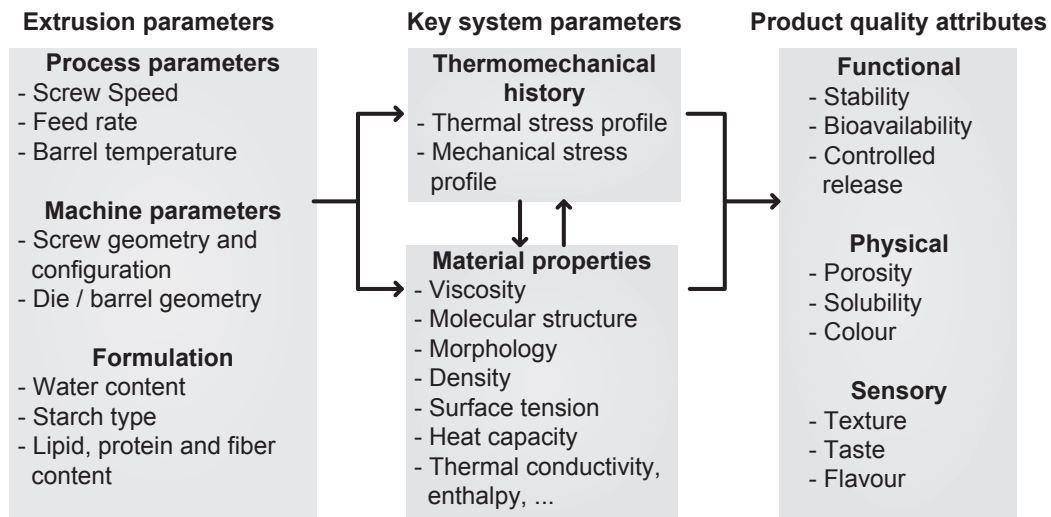 Extrusion parameters
Process parameters
- Screw Speed
- Feed rate
- Barrel temperature
Machine parameters
- Screw geometry and
configuration
- Die / barrel geometry
Formulation
- Water content
- Starch type
- Lipid, protein and fiber
content
Key system parameters
Thermomechanical
history
- Thermal stress profile
- Mechanical stress
profile
Material properties
- Viscosity
- Molecular structure
- Morphology
- Density
- Surface tension
- Heat capacity
- Thermal conductivity,
enthalpy, ...
Product quality attributes
Functional
- Stability
- Bioavailability
- Controlled
release
Physical
- Porosity
- Solubility
- Colour
Sensory
- Texture
- Taste
- Flavour